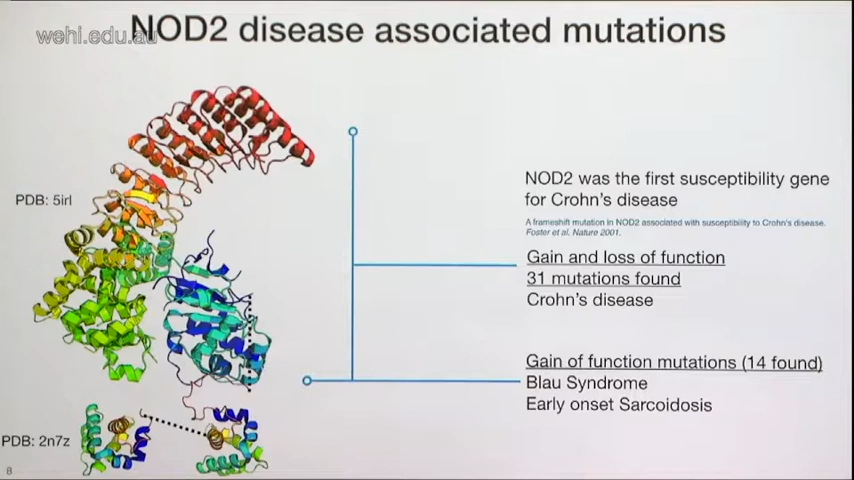 NOD2 disease associated mutations
wehi.edu.au
PDB: 5irl
NOD2 was the first susceptibility gene
for Crohn's disease
A frameshift mutation in NOD2 associated with susceptibility to Crohn's disease.
Foster et al. Nature 2001.
Gain and loss of function
31 mutations found
Crohn's disease
Gain of function mutations (14 found)
Blau Syndrome
Early onset Sarcoidosis
PDB: 2n7z
8